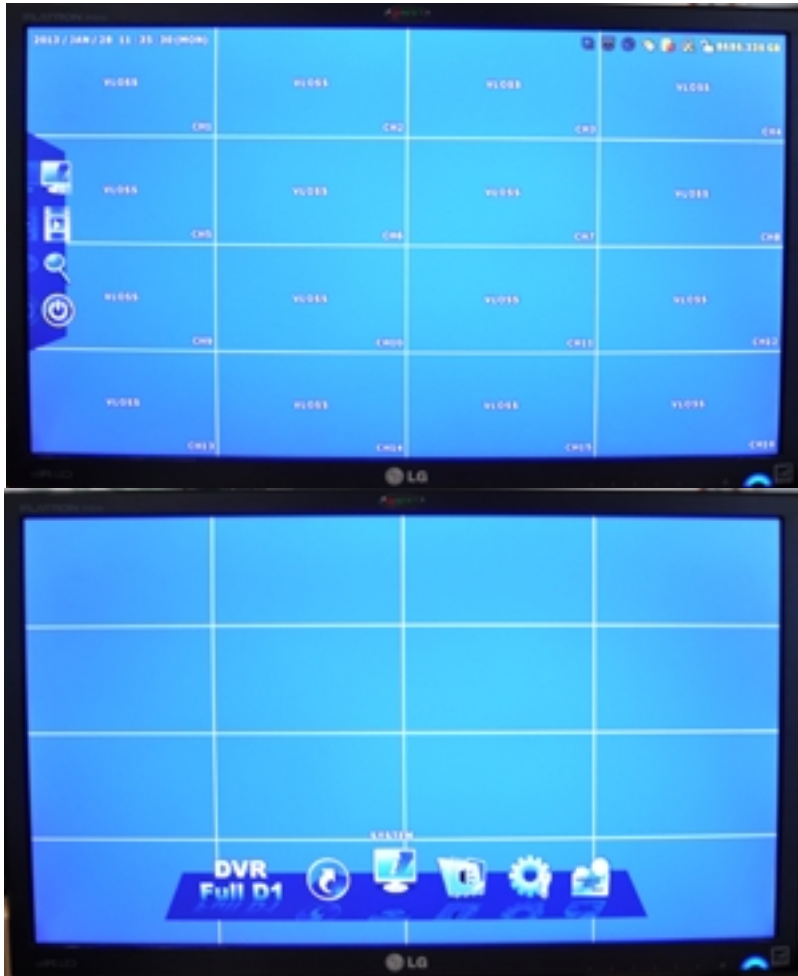 2013 / JAN / 28 11 : 35 : 30 (MON)
VLOSS VLOSS VLOSS VLOSS
CH1 CH2 CH3 CH4
VLOSS VLOSS VLOSS VLOSS
CH5 CH6 CH7 CH8
VLOSS VLOSS VLOSS VLOSS
CH9 CH10 CH11 CH12
VLOSS VLOSS VLOSS VLOSS
CH13 CH14 CH15 CH16
LG
SYSTEM
DVR
Full D1
LG